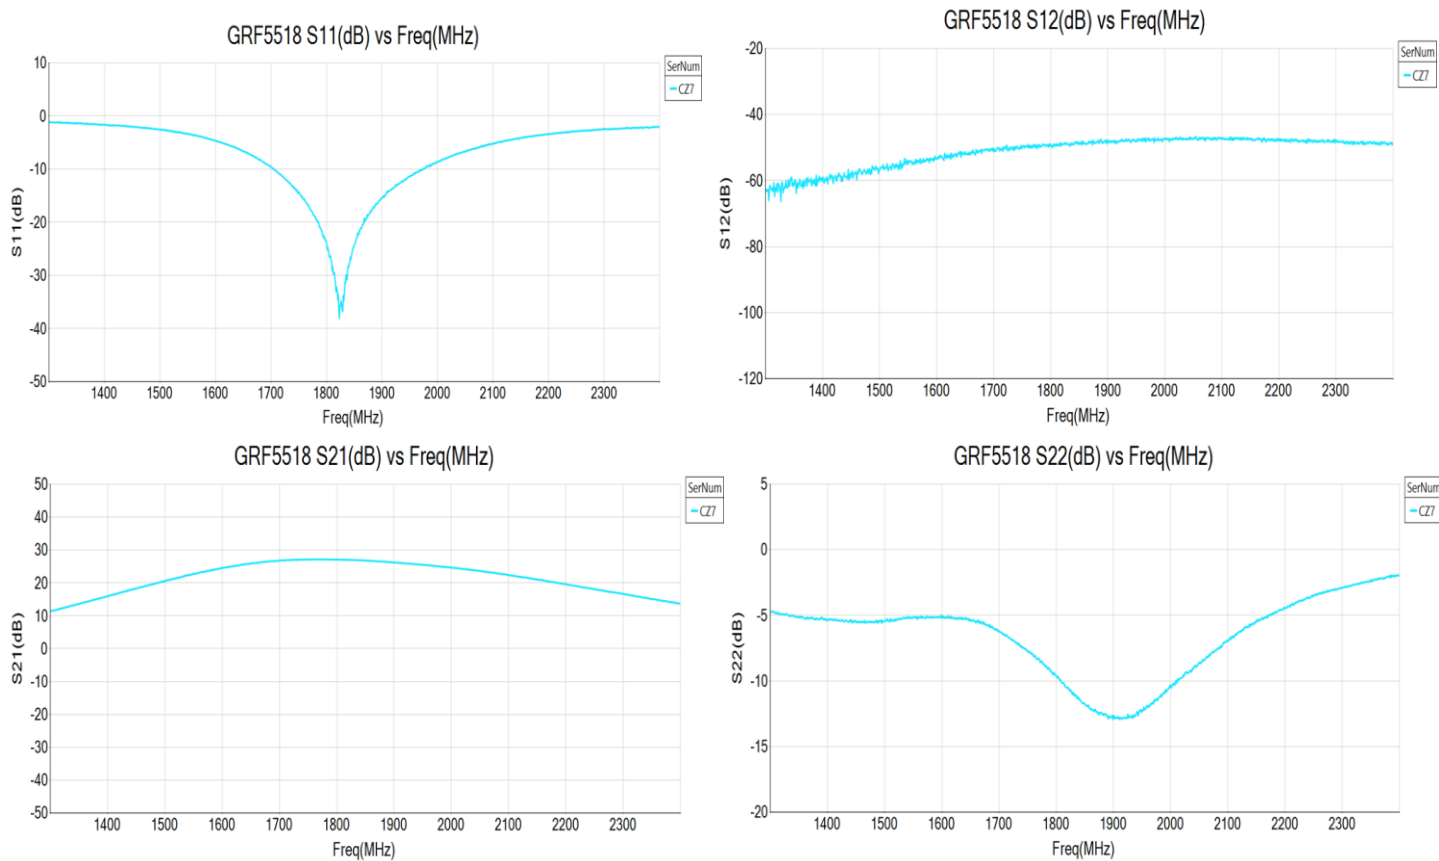 GRF5518 S11(dB) vs Freq(MHz)
SerNum
CZ7
10
0
-10
-20
-30
-40
-50
S11(dB)
1400 1500 1600 1700 1800 1900 2000 2100 2200 2300
Freq(MHz)
GRF5518 S12(dB) vs Freq(MHz)
SerNum
CZ7
-20
-40
-60
-80
-100
-120
S12(dB)
1400 1500 1600 1700 1800 1900 2000 2100 2200 2300
Freq(MHz)
GRF5518 S21(dB) vs Freq(MHz)
SerNum
CZ7
50
40
30
20
10
0
-10
-20
-30
-40
-50
S21(dB)
1400 1500 1600 1700 1800 1900 2000 2100 2200 2300
Freq(MHz)
GRF5518 S22(dB) vs Freq(MHz)
SerNum
CZ7
5
0
-5
-10
-15
-20
S22(dB)
1400 1500 1600 1700 1800 1900 2000 2100 2200 2300
Freq(MHz)